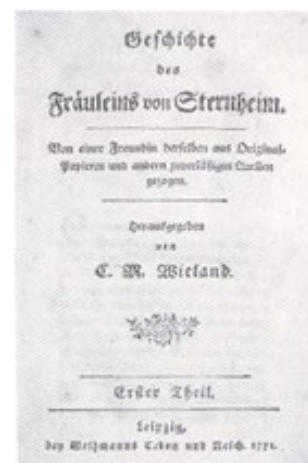 Geschichte
des
Fräuleins von Sternheim.
Von einer Freundin derselben aus Original-
Papieren und andern zuverläßigen Quellen
gezogen.
Herausgegeben
von
C. M. Wieland.
Erster Theil.
Leipzig,
bey Weidmanns Erben und Reich. 1771.